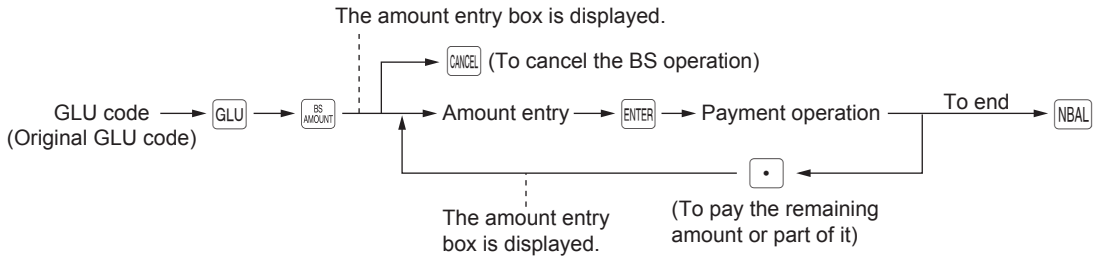 The amount entry box is displayed.
CANCEL (To cancel the BS operation)
GLU code
(Original GLU code)
GLU
BS
AMOUNT
Amount entry
ENTER
Payment operation
To end
NBAL
•
The amount entry
box is displayed.
(To pay the remaining
amount or part of it)